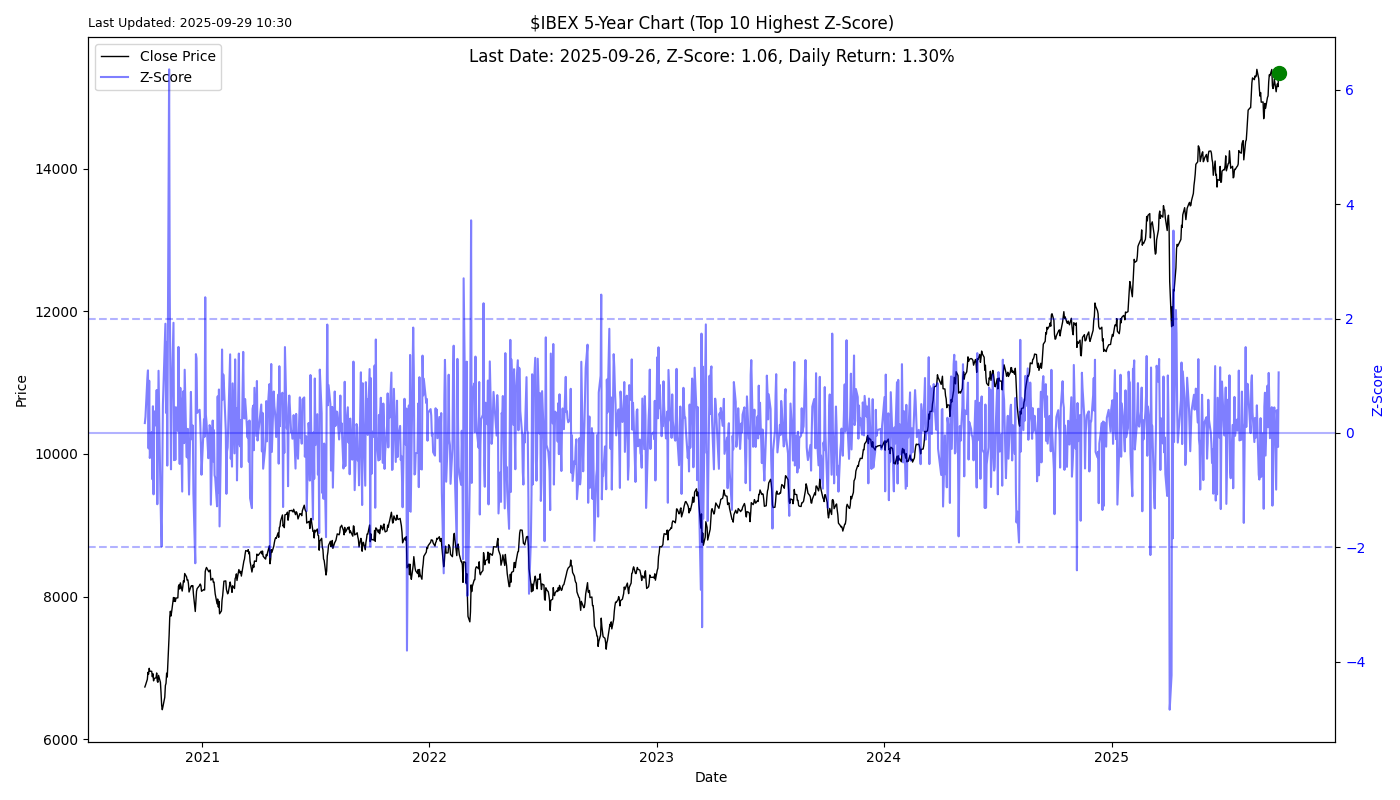 $IBEX 5-Year Chart (Top 10 Highest Z-Score)
Last Updated: 2025-09-29 10:30
Last Date: 2025-09-26, Z-Score: 1.06, Daily Return: 1.30%
Close Price
Z-Score
Price
14000
12000
10000
8000
6000
6
4
2
0
−2
−4
Z-Score
2021
2022
2023
2024
2025
Date